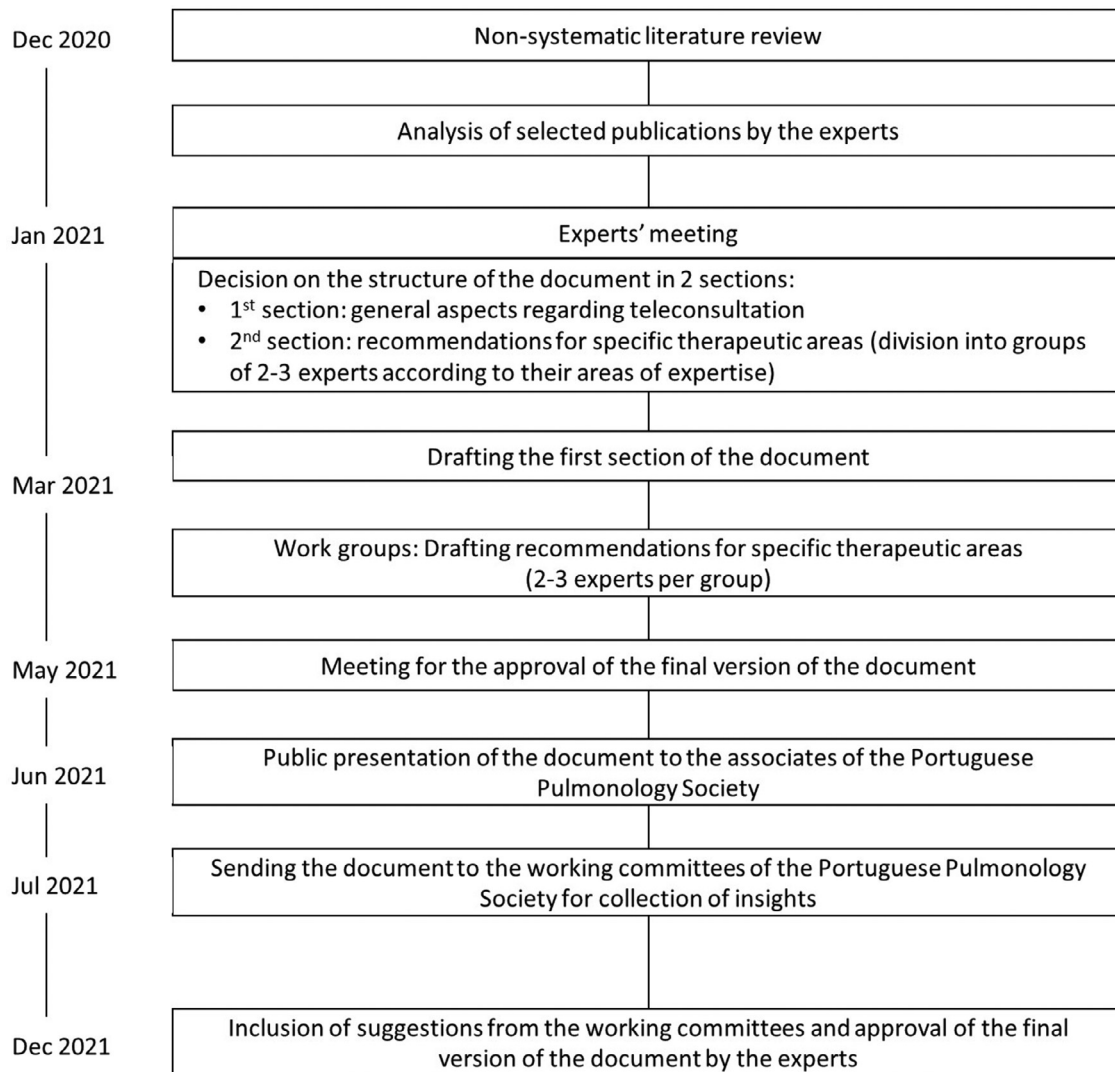 Dec 2020
Non-systematic literature review
Analysis of selected publications by the experts
Jan 2021
Experts’ meeting
Decision on the structure of the document in 2 sections:
• 1st section: general aspects regarding teleconsultation
• 2nd section: recommendations for specific therapeutic areas (division into groups
of 2-3 experts according to their areas of expertise)
Drafting the first section of the document
Mar 2021
Work groups: Drafting recommendations for specific therapeutic areas
(2-3 experts per group)
May 2021
Meeting for the approval of the final version of the document
Jun 2021
Public presentation of the document to the associates of the Portuguese
Pulmonology Society
Jul 2021
Sending the document to the working committees of the Portuguese Pulmonology
Society for collection of insights
Dec 2021
Inclusion of suggestions from the working committees and approval of the final
version of the document by the experts